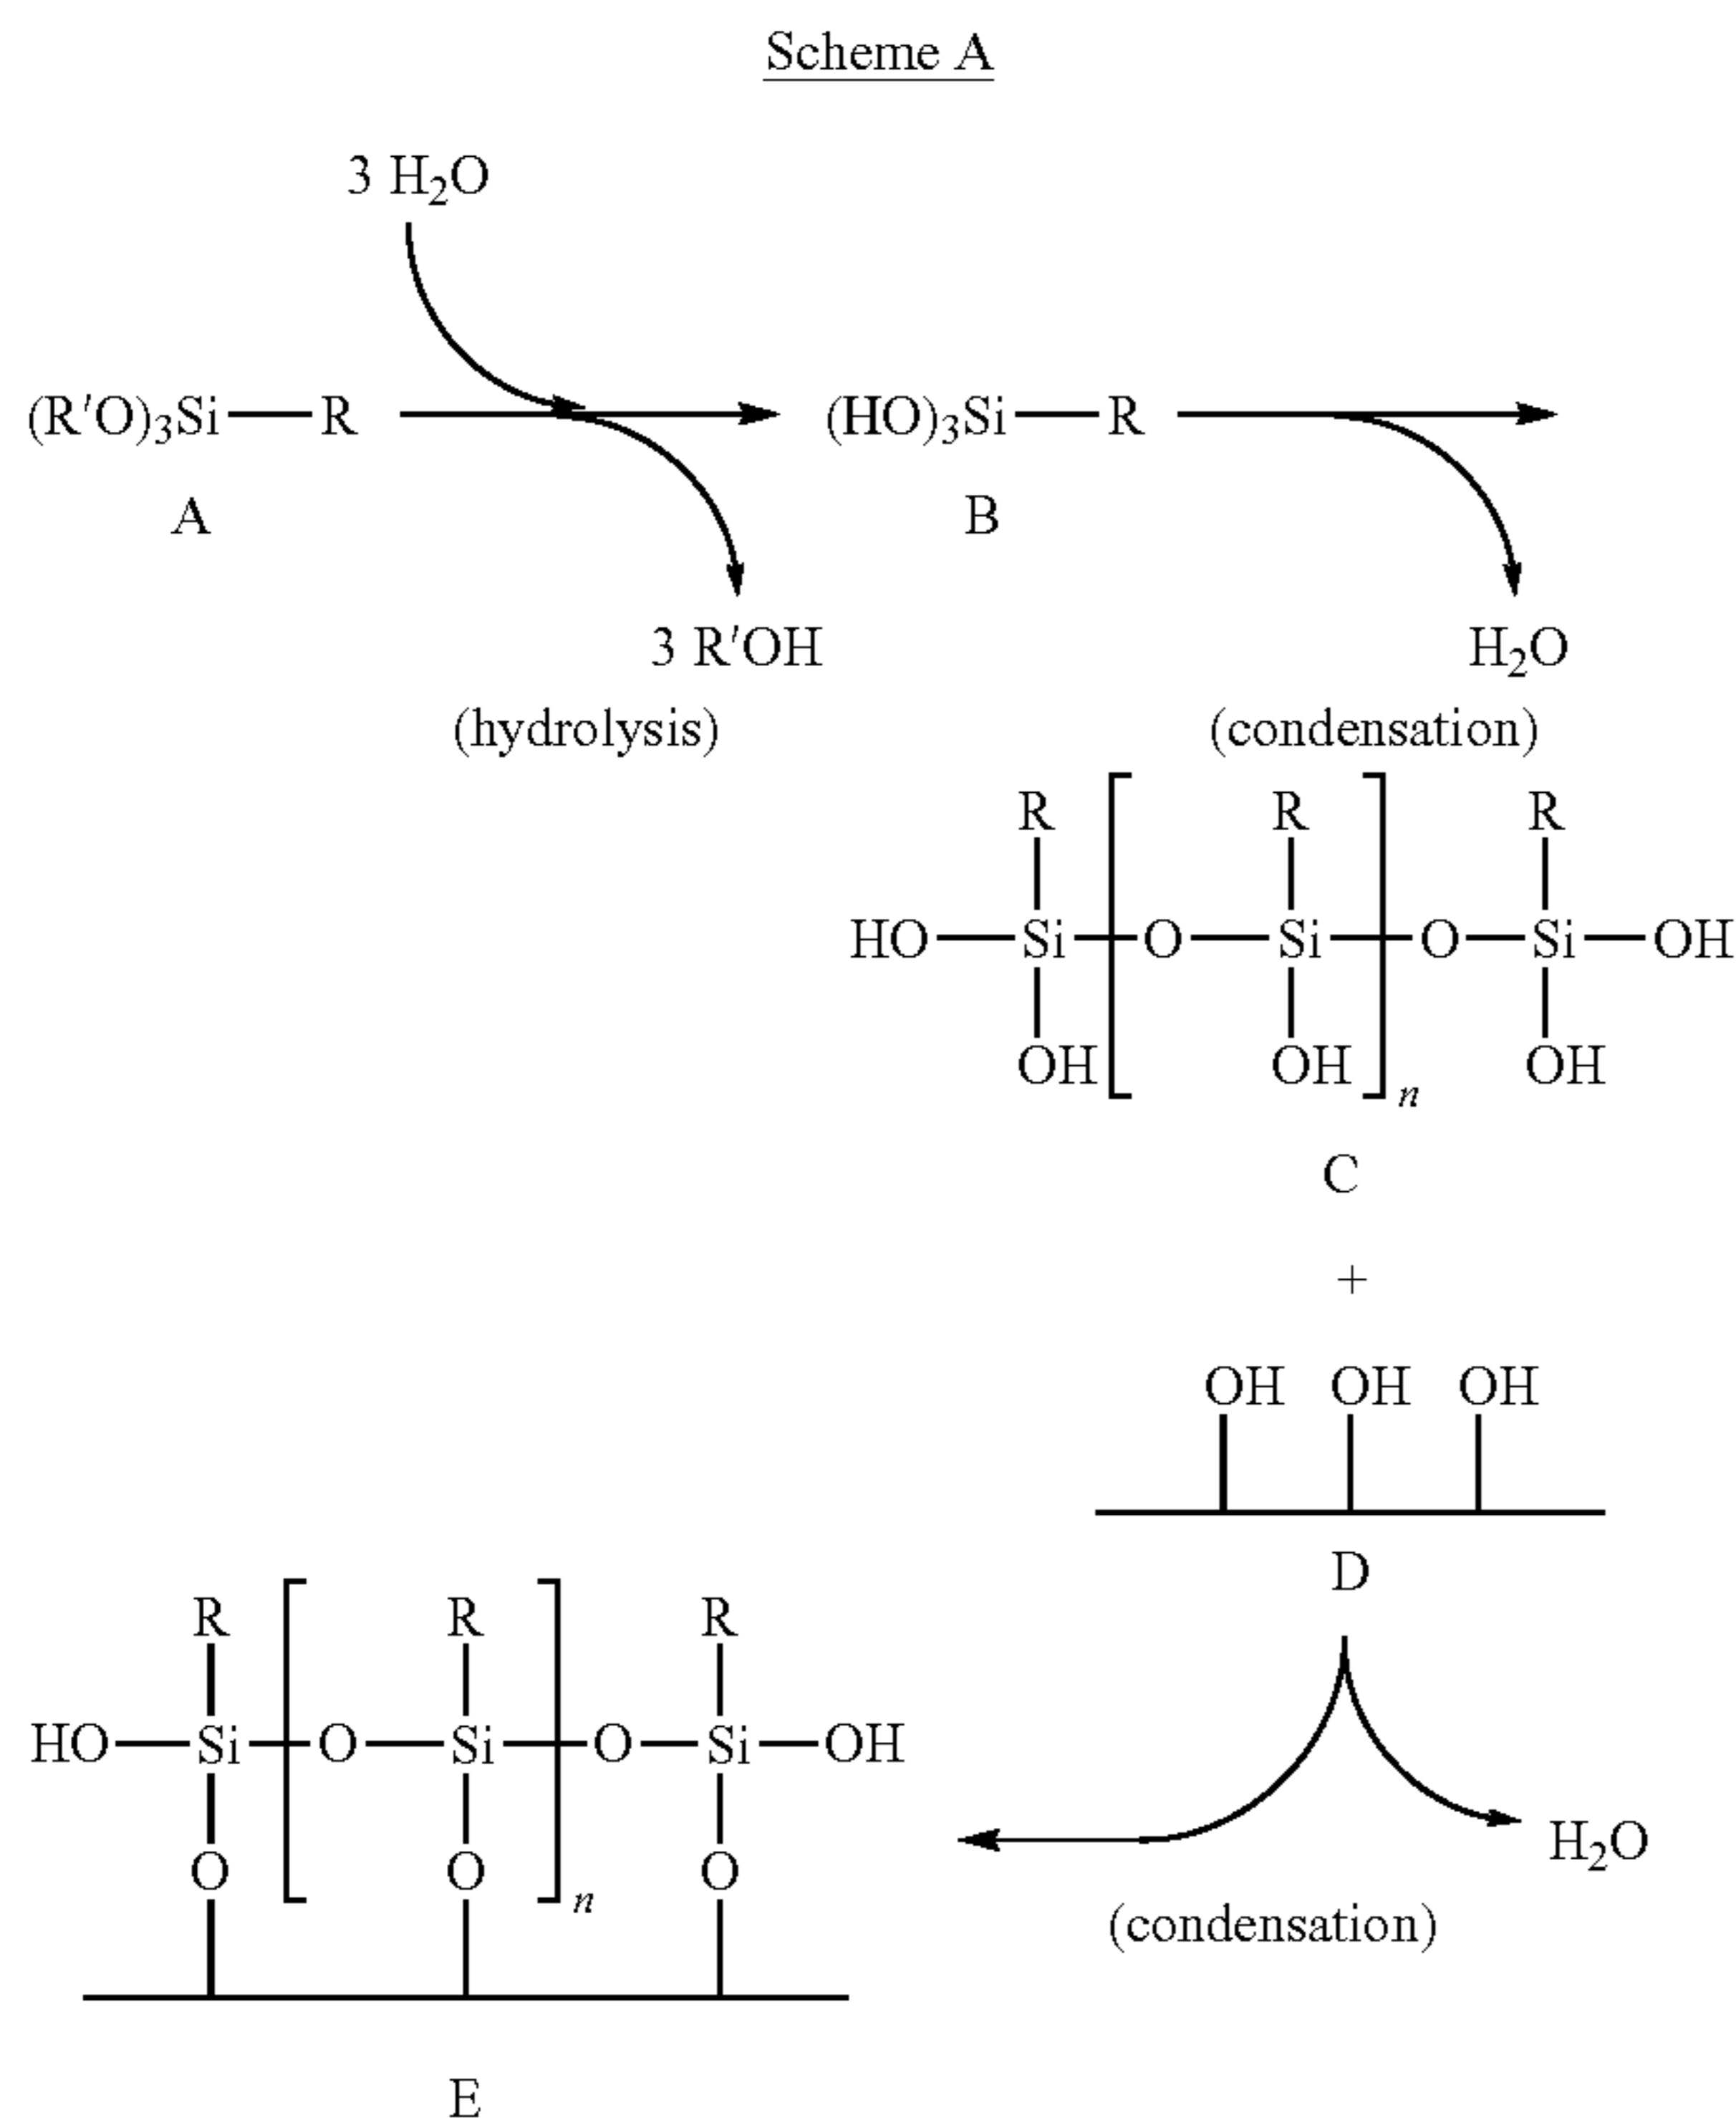 Scheme A
3 H₂O
(R′O)₃Si—R
(HO)₃Si—R
A
B
3 R′OH
H₂O
(hydrolysis)
(condensation)
R R R
HO Si O Si O Si OH
OH OH OH
n
C
+
OH OH OH
D
R R R
HO Si O Si O Si OH
O O O
n
H₂O
(condensation)
E